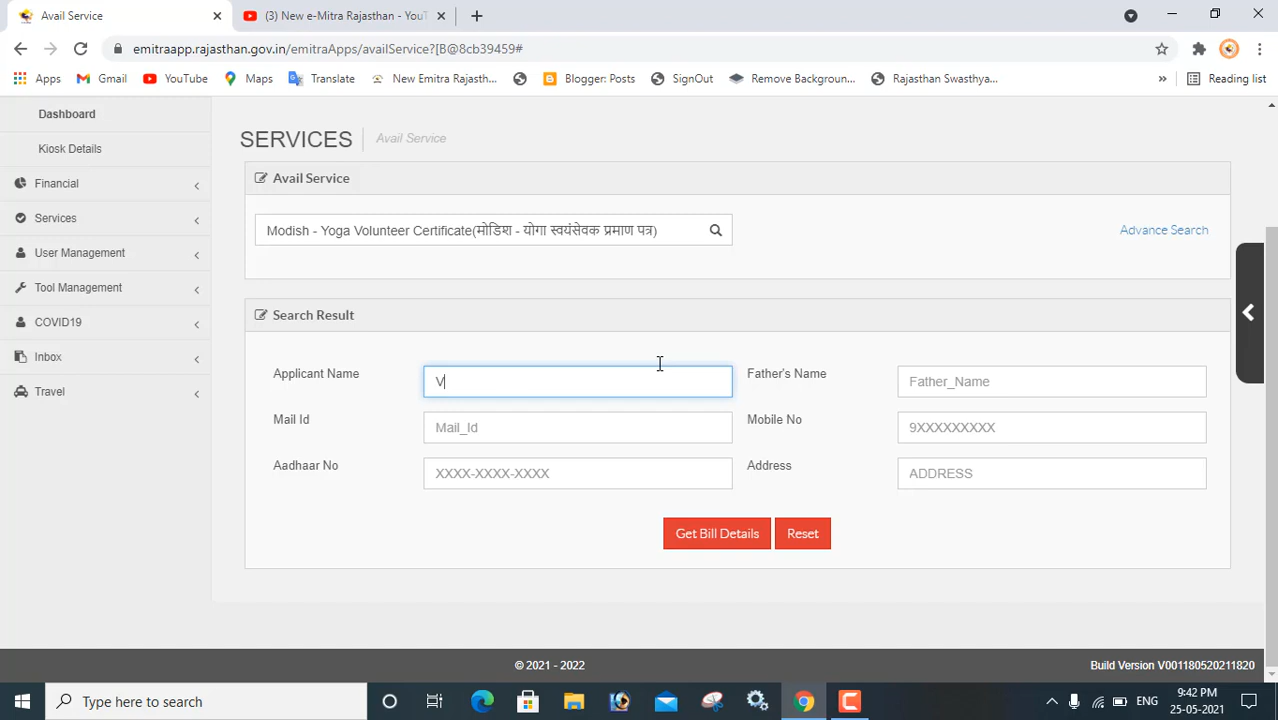 Avail Service
(3) New e-Mitra Rajasthan - YouT
emitraapp.rajasthan.gov.in/emitraApps/availService?[B@8cb39459#
Apps Gmail YouTube Maps Translate New Emitra Rajasth... Blogger: Posts SignOut Remove Backgroun... Rajasthan Swasthya... » Reading list
Dashboard
Kiosk Details
Financial
Services
User Management
Tool Management
COVID19
Inbox
Travel
SERVICES Avail Service
Avail Service
Modish - Yoga Volunteer Certificate(मोडिश - योगा स्वयंसेवक प्रमाण पत्र)
Advance Search
Search Result
Applicant Name V Father's Name Father_Name
Mail Id Mail_Id Mobile No 9XXXXXXXXX
Aadhaar No XXXX-XXXX-XXXX Address ADDRESS
Get Bill Details Reset
© 2021 - 2022 Build Version V001180520211820
Type here to search
ENG
9:42 PM
25-05-2021